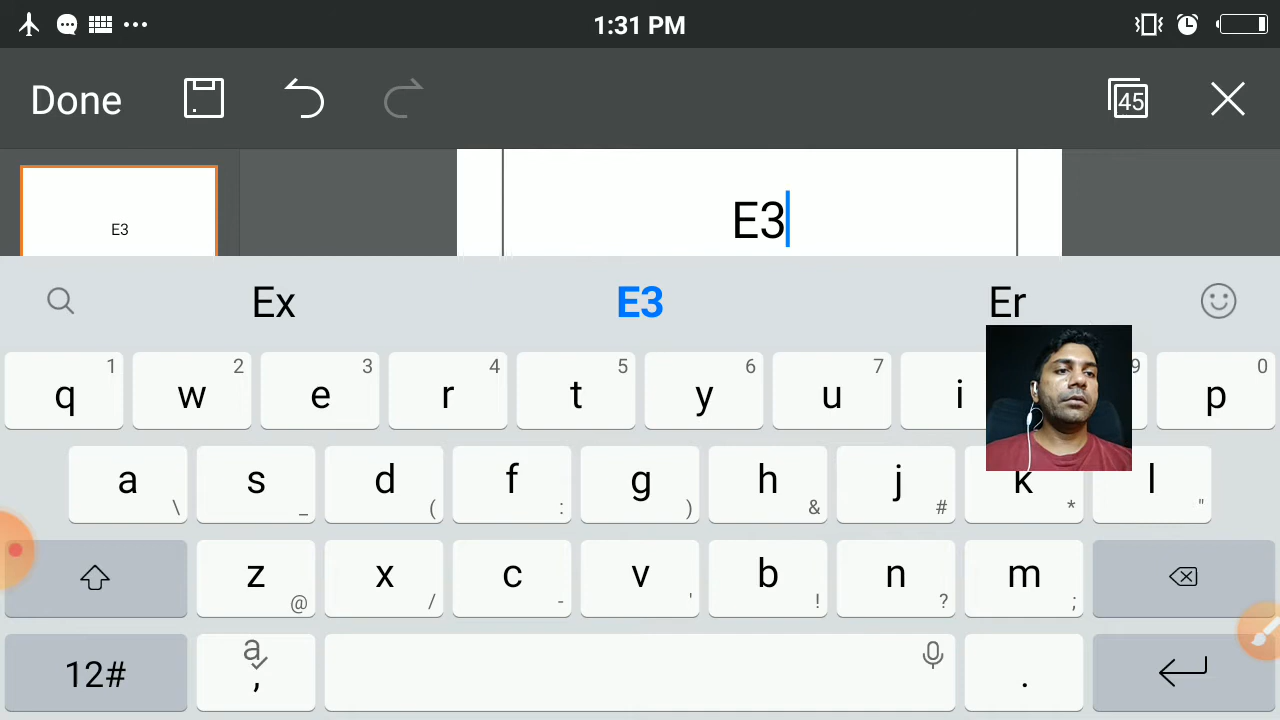 1:31 PM
Done
45
E3
E3
Ex E3 Er
q 1 w 2 e 3 r 4 t 5 y 6 u 7 i 9 p 0
a \ s _ d ( f : g ) h & j # k * l "
z @ x / c - v ' b ! n ? m ;
12# a , .